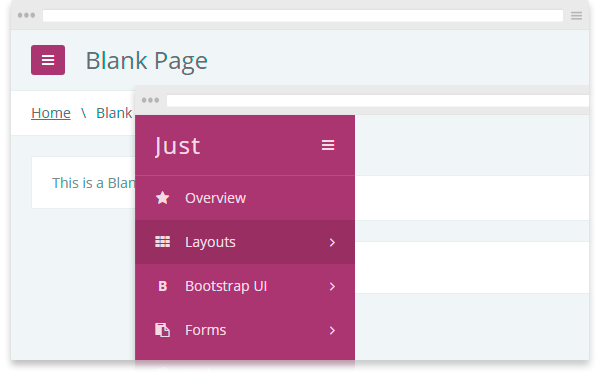 Blank Page
Home \ Blank
This is a Blan
Just
Overview
Layouts
B Bootstrap UI
Forms